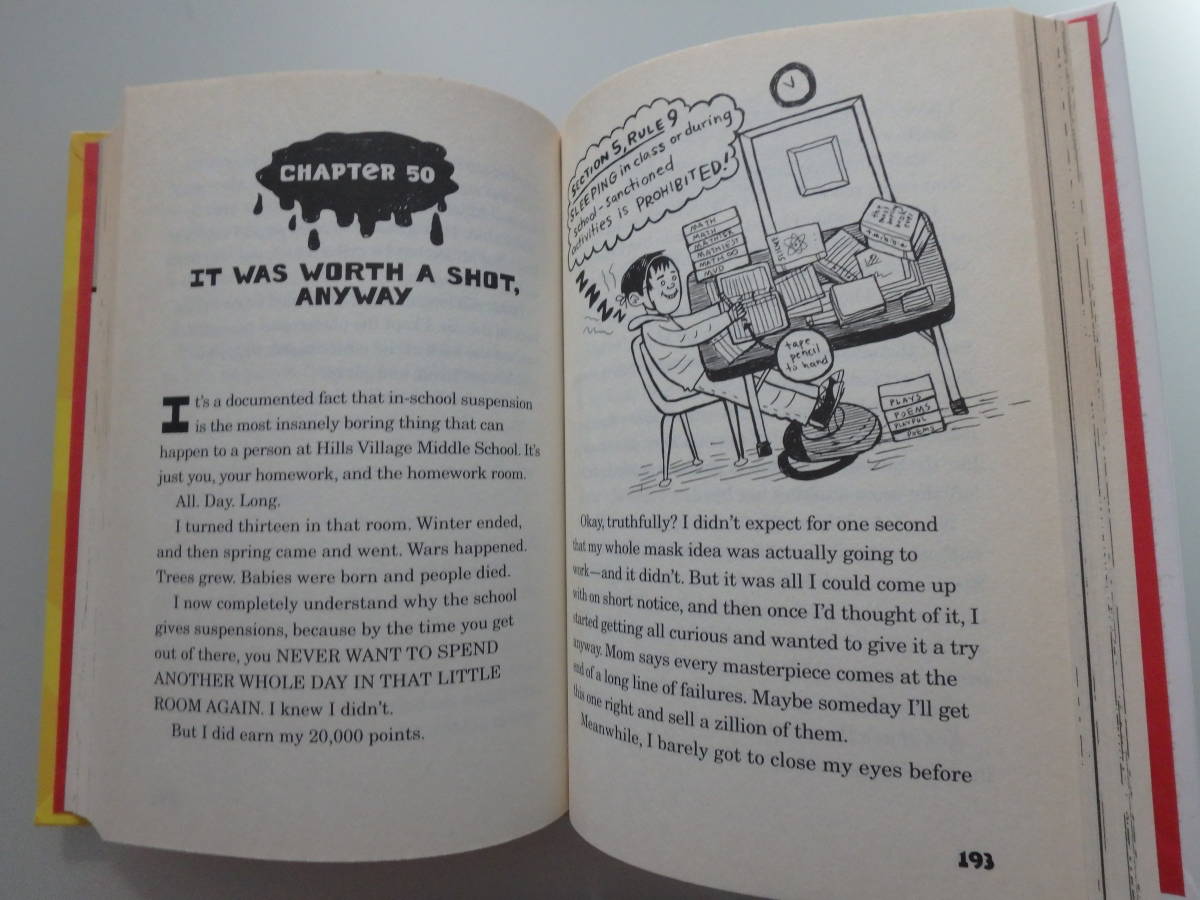 CHAPTER 50
IT WAS WORTH A SHOT,
ANYWAY
It's a documented fact that in-school suspension
is the most insanely boring thing that can
happen to a person at Hills Village Middle School. It's
just you, your homework, and the homework room.
All. Day. Long.
I turned thirteen in that room. Winter ended,
and then spring came and went. Wars happened.
Trees grew. Babies were born and people died.
I now completely understand why the school
gives suspensions, because by the time you get
out of there, you NEVER WANT TO SPEND
ANOTHER WHOLE DAY IN THAT LITTLE
ROOM AGAIN. I knew I didn't.
But I did earn my 20,000 points.
SECTION 5, RULE 9
SLEEPING in class or during
school-sanctioned
activities is PROHIBITED!
ZZZZZ
MATH
MATH
MATHIER
MATHIEST
MATH GO
MUD
tape
pencil
to hand
PLAYS
POEMS
PLAYFUL
POEMS
Okay, truthfully? I didn't expect for one second
that my whole mask idea was actually going to
work—and it didn't. But it was all I could come up
with on short notice, and then once I'd thought of it, I
started getting all curious and wanted to give it a try
anyway. Mom says every masterpiece comes at the
end of a long line of failures. Maybe someday I'll get
this one right and sell a zillion of them.
Meanwhile, I barely got to close my eyes before
193